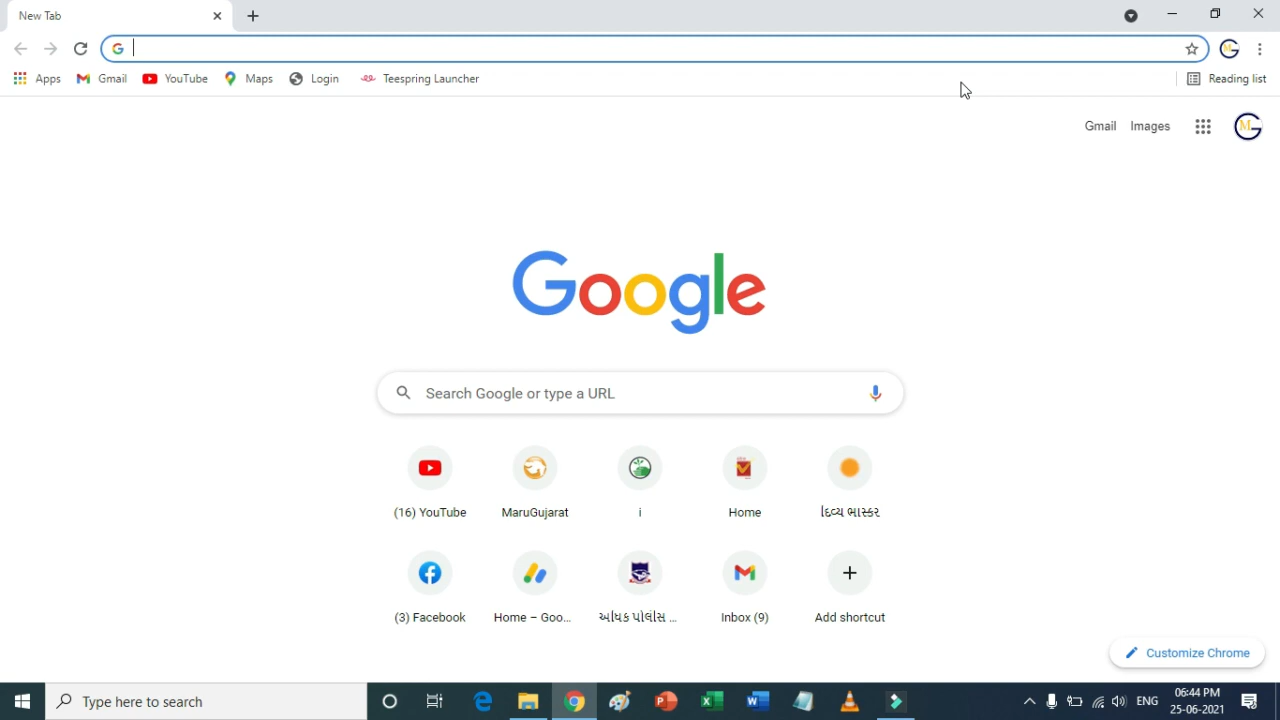 New Tab
Apps Gmail YouTube Maps Login Teespring Launcher Reading list
Gmail Images
Google
Search Google or type a URL
(16) YouTube MaruGujarat i Home દિવ્ય ભાસ્કર
(3) Facebook Home – Goo... અધિક પોલીસ ... Inbox (9) Add shortcut
Customize Chrome
Type here to search
ENG
06:44 PM
25-06-2021